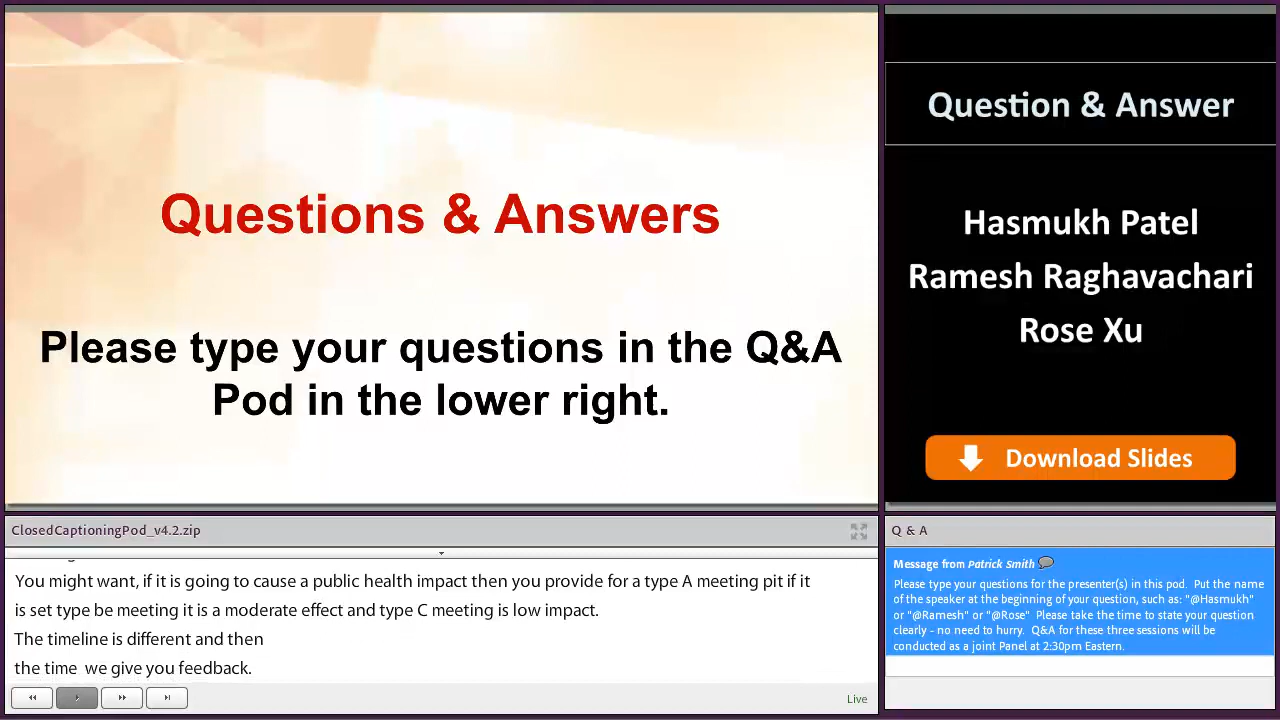 Questions & Answers
Please type your questions in the Q&A
Pod in the lower right.
Question & Answer
Hasmukh Patel
Ramesh Raghavachari
Rose Xu
Download Slides
ClosedCaptioningPod_v4.2.zip
You might want, if it is going to cause a public health impact then you provide for a type A meeting pit if it
is set type be meeting it is a moderate effect and type C meeting is low impact.
The timeline is different and then
the time we give you feedback.
Live
Q & A
Message from Patrick Smith
Please type your questions for the presenter(s) in this pod. Put the name
of the speaker at the beginning of your question, such as: "@Hasmukh"
or "@Ramesh" or "@Rose" Please take the time to state your question
clearly - no need to hurry. Q&A for these three sessions will be
conducted as a joint Panel at 2:30pm Eastern.